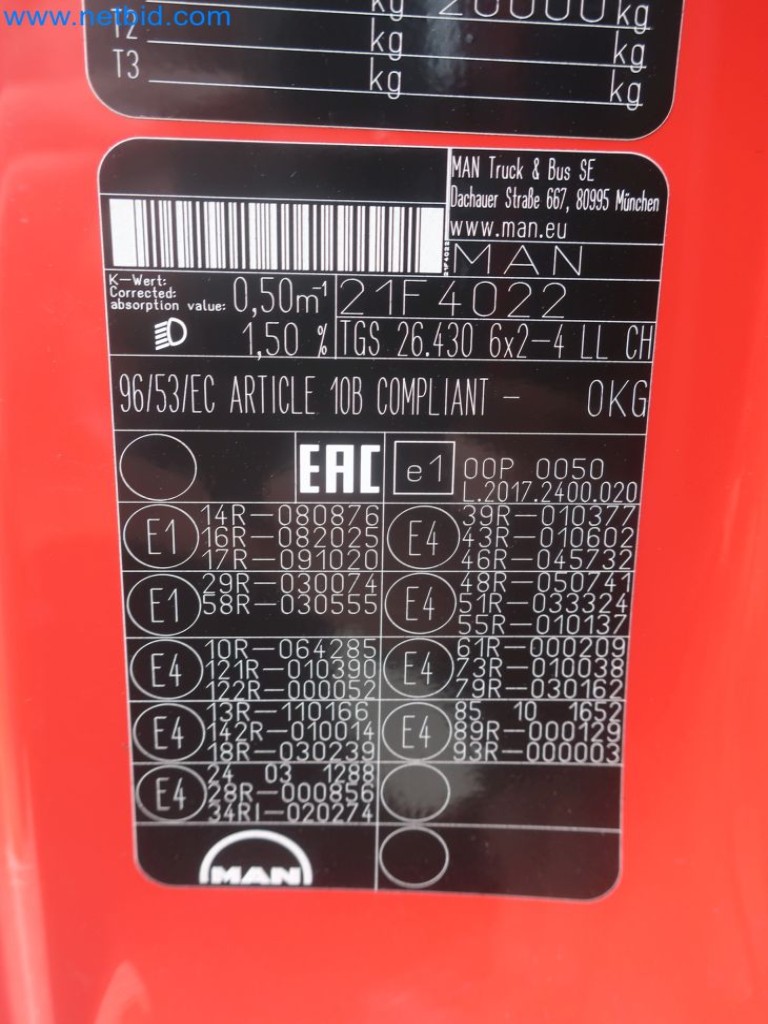 www.netbid.com
kg 26000kg
T2 kg kg
T3 kg kg
MAN Truck & Bus SE
Dachauer Straße 667, 80995 München
www.man.eu
21F4022
MAN
K-Wert:
Corrected:
absorption value: 0,50m⁻¹
21F4022
1,50 %
TGS 26.430 6x2-4 LL CH
96/53/EC ARTICLE 10B COMPLIANT - 0KG
EAC
e1
00P 0050
L.2017.2400.020
E1
14R-080876
16R-082025
17R-091020
E4
39R-010377
43R-010602
46R-045732
E1
29R-030074
58R-030555
E4
48R-050741
51R-033324
55R-010137
E4
10R-064285
121R-010390
122R-000052
E4
61R-000209
73R-010038
79R-030162
E4
13R-110166
142R-010014
18R-030239
E4
85 10 1652
89R-000129
93R-000003
E4
24 03 1288
28R-000856
34RI-020274
MAN